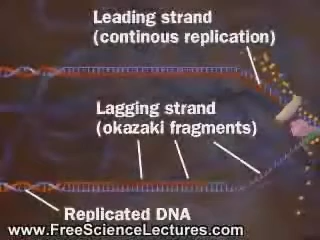 Leading strand
(continous replication)
Lagging strand
(okazaki fragments)
Replicated DNA
www.FreeScienceLectures.com